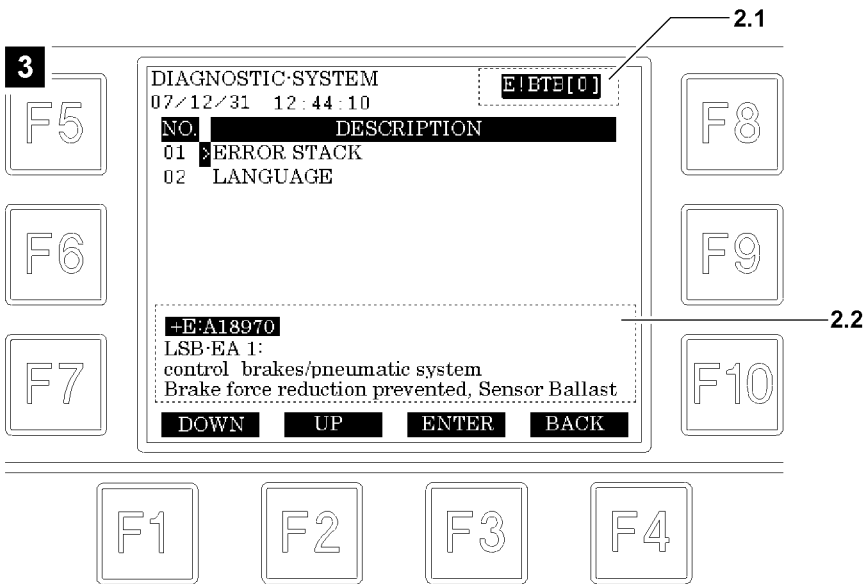 2.1
3
DIAGNOSTIC·SYSTEM
E!BTB[0]
07/12/31 12:44:10
F5
F8
NO. DESCRIPTION
01 >ERROR STACK
02 LANGUAGE
F6
F9
2.2
+E:A18970
LSB·EA 1:
control brakes/pneumatic system
Brake force reduction prevented, Sensor Ballast
F7
F10
DOWN UP ENTER BACK
F1 F2 F3 F4